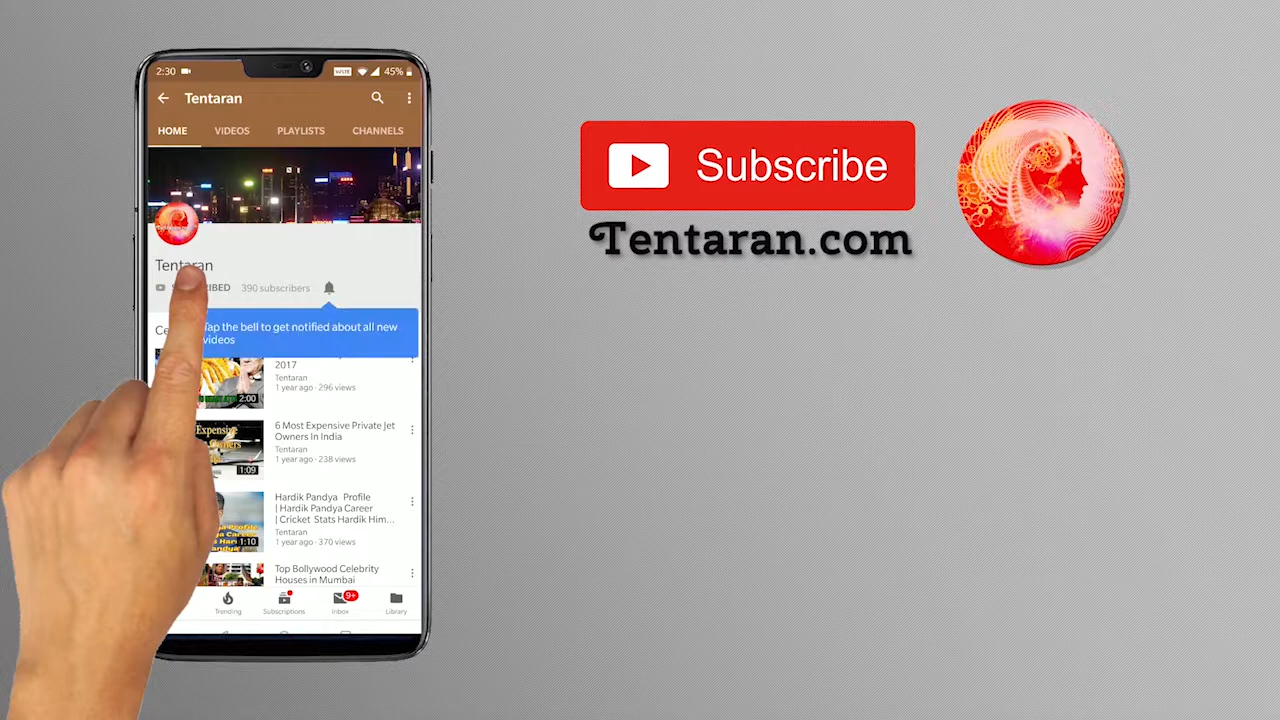 2:30
VoLTE
45%
Tentaran
HOME VIDEOS PLAYLISTS CHANNELS
Tentaran
390 subscribers
Tap the bell to get notified about all new
videos
2017
Tentaran
1 year ago · 296 views
2:00
6 Most Expensive Private Jet
Owners In India
Tentaran
1 year ago · 238 views
Expensive
1:09
Hardik Pandya Profile
| Hardik Pandya Career
| Cricket Stats Hardik Him...
Tentaran
1 year ago · 370 views
1:10
Top Bollywood Celebrity
Houses in Mumbai
9+
Trending Subscriptions Inbox Library
Subscribe
Tentaran.com